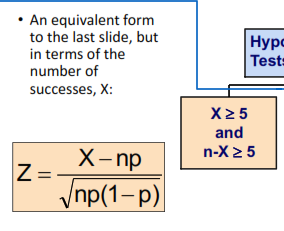 • An equivalent form
to the last slide, but
in terms of the
number of
successes, X:
Z = (X − np) / √(np(1−p))
Tests
X ≥ 5
and
n-X ≥ 5